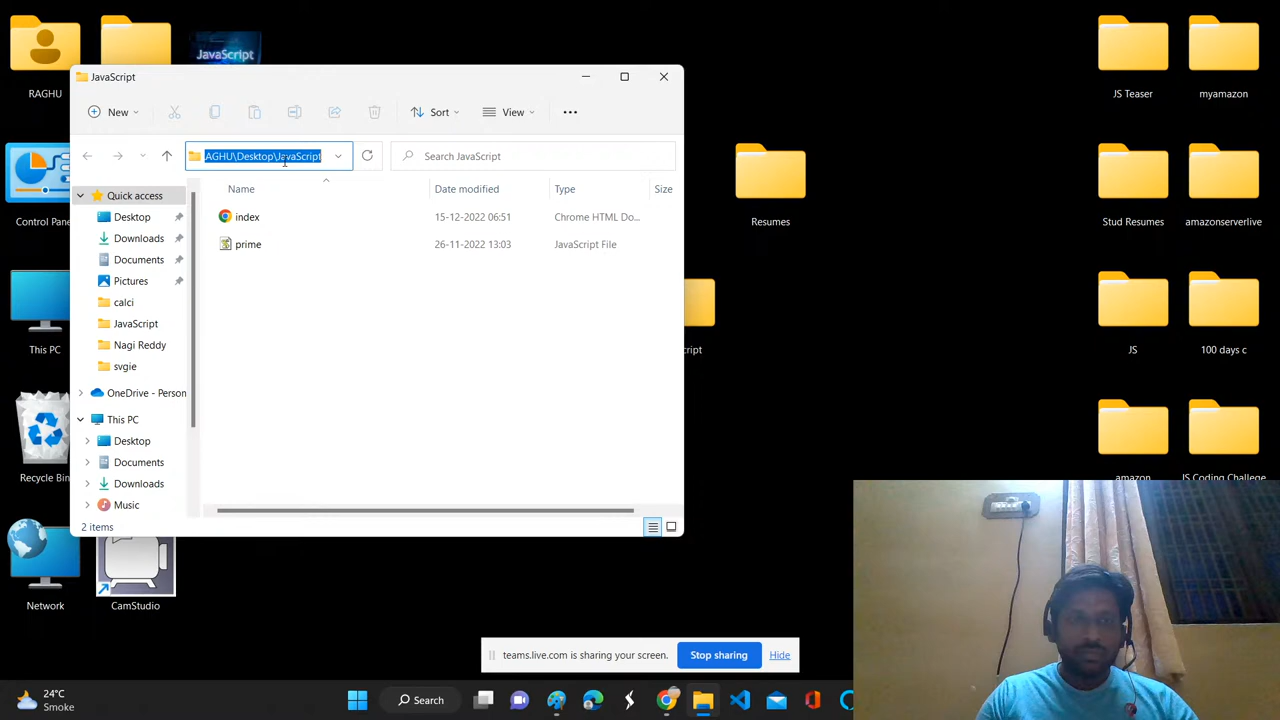 JavaScript
RAGHU
JavaScript
New
Sort
View
AGHU\Desktop\JavaScript
Search JavaScript
Name
Date modified
Type
Size
Quick access
Desktop
Downloads
Documents
Pictures
calci
JavaScript
Nagi Reddy
svgie
OneDrive - Person
This PC
Desktop
Documents
Downloads
Music
index
15-12-2022 06:51
Chrome HTML Do...
prime
26-11-2022 13:03
JavaScript File
2 items
Control Pane
This PC
Recycle Bin
Network
CamStudio
Resumes
cript
JS Teaser
myamazon
Stud Resumes
amazonserverlive
JS
100 days c
amazon
JS Coding Challege
teams.live.com is sharing your screen.
Stop sharing
Hide
24°C
Smoke
Search